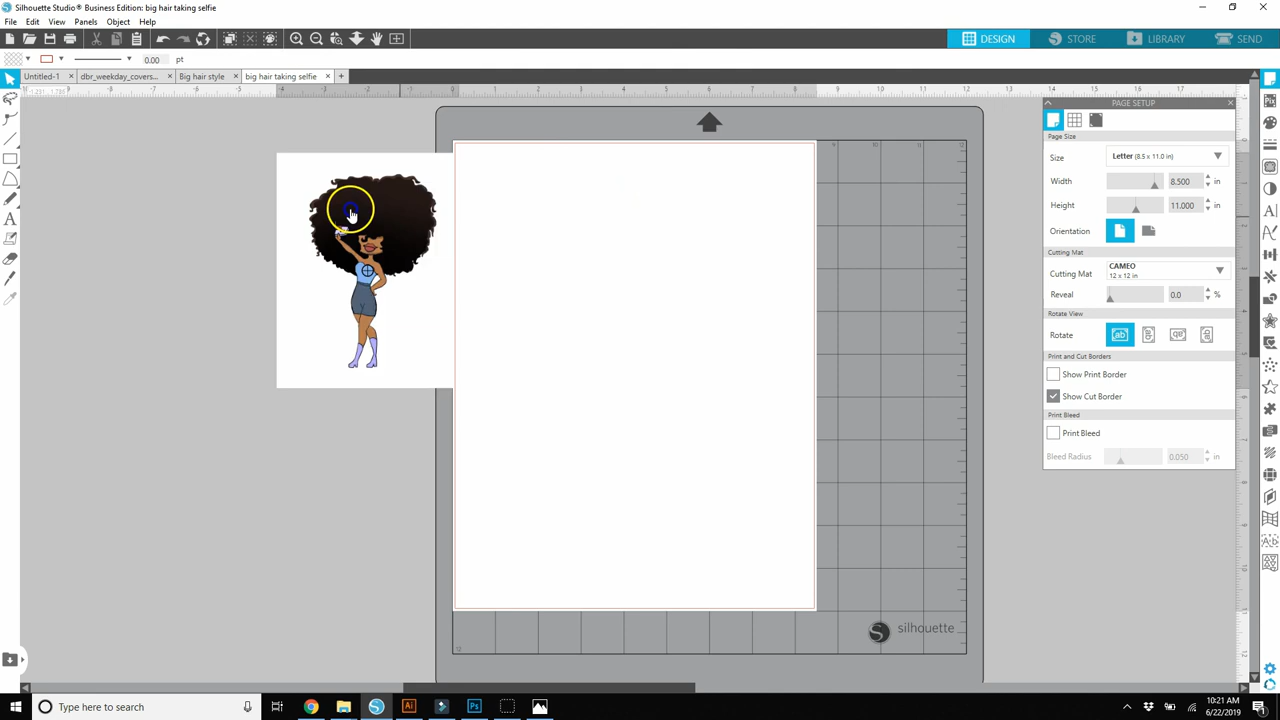 Silhouette Studio® Business Edition: big hair taking selfie
File Edit View Panels Object Help
DESIGN STORE LIBRARY SEND
0.00 pt
Untitled-1 dbr_weekday_covers... Big hair style big hair taking selfie
PAGE SETUP
Page Size
Size Letter (8.5 x 11.0 in)
Width 8.500 in
Height 11.000 in
Orientation
Cutting Mat
CAMEO
Cutting Mat 12 x 12 in
Reveal 0.0 %
Rotate View
Rotate
Print and Cut Borders
Show Print Border
Show Cut Border
Print Bleed
Print Bleed
Bleed Radius 0.050 in
silhouette
Type here to search
10:21 AM
6/22/2019